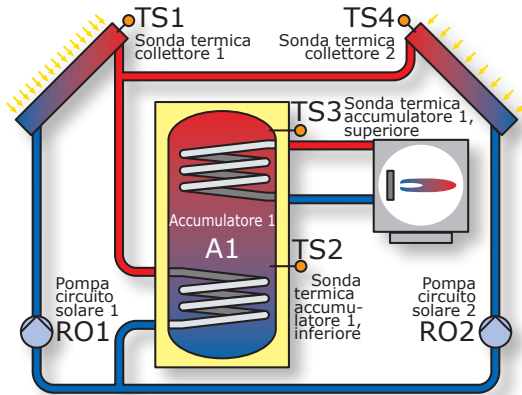 TS1
Sonda termica
collettore 1
TS4
Sonda termica
collettore 2
TS3
Sonda termica
accumulatore 1,
superiore
Accumulatore 1
A1
TS2
Sonda
termica
accumu-
latore 1,
inferiore
Pompa
circuito
solare 1
RO1
Pompa
circuito
solare 2
RO2